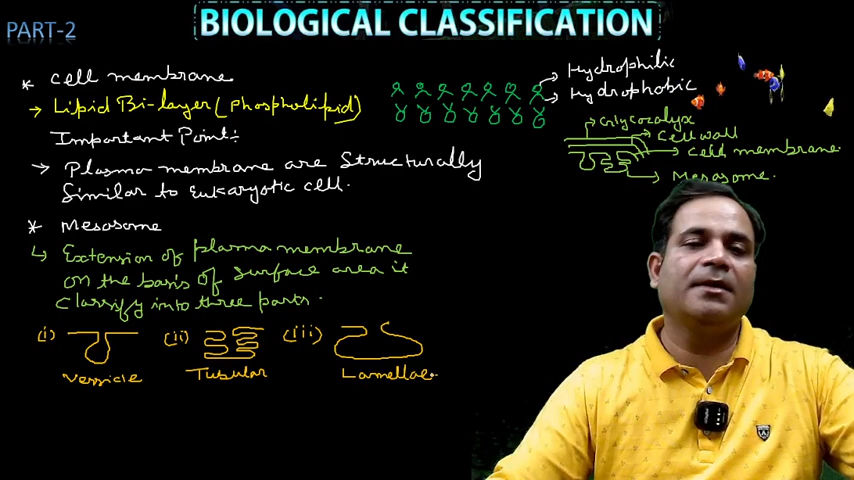 PART-2
BIOLOGICAL CLASSIFICATION
* Cell membrane
→ Lipid Bi-layer (Phospholipid)
Important Point:-
→ Plasma membrane are Structurally
Similar to Eukaryotic cell.
* Mesosome
↳ Extension of plasma membrane
on the basis of Surface area it
Classify into three parts.
(i) (ii) (iii)
Vessicle Tubular Lamellae.
Hydrophilic
Hydrophobic
Glycocalyx
Cell wall
Cell membrane.
Mesosome.